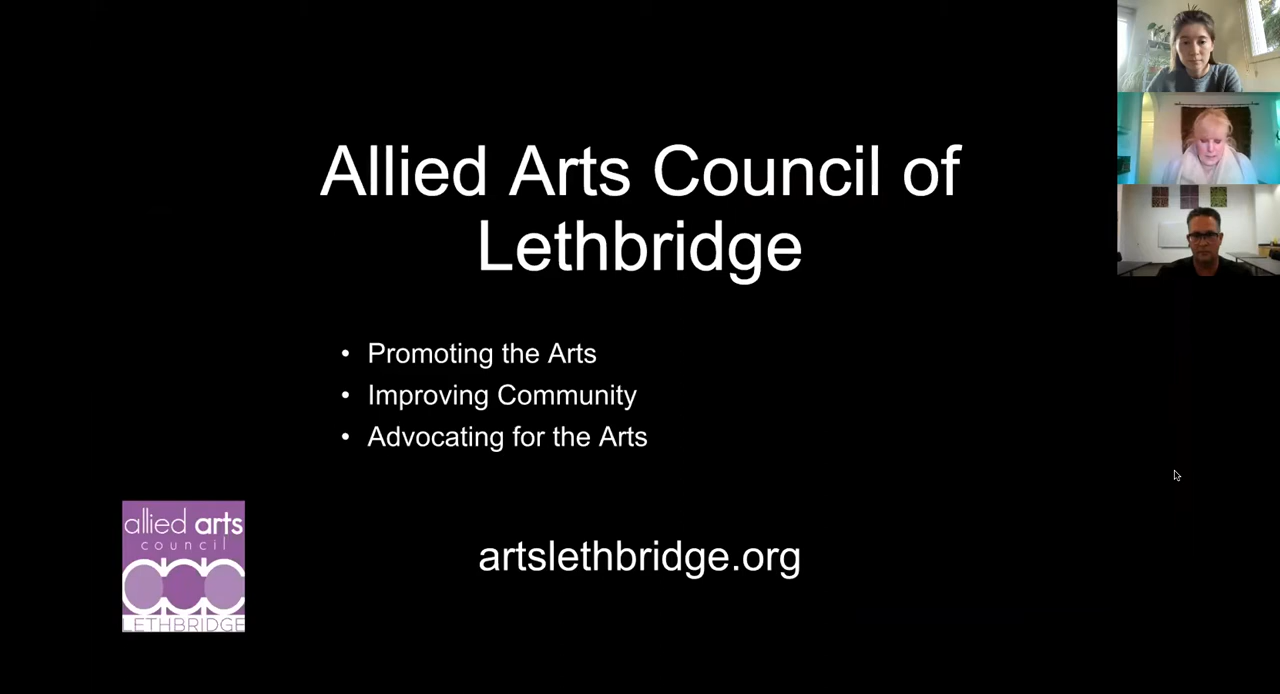 Allied Arts Council of
Lethbridge
• Promoting the Arts
• Improving Community
• Advocating for the Arts
allied arts
council
aac
LETHBRIDGE
artslethbridge.org